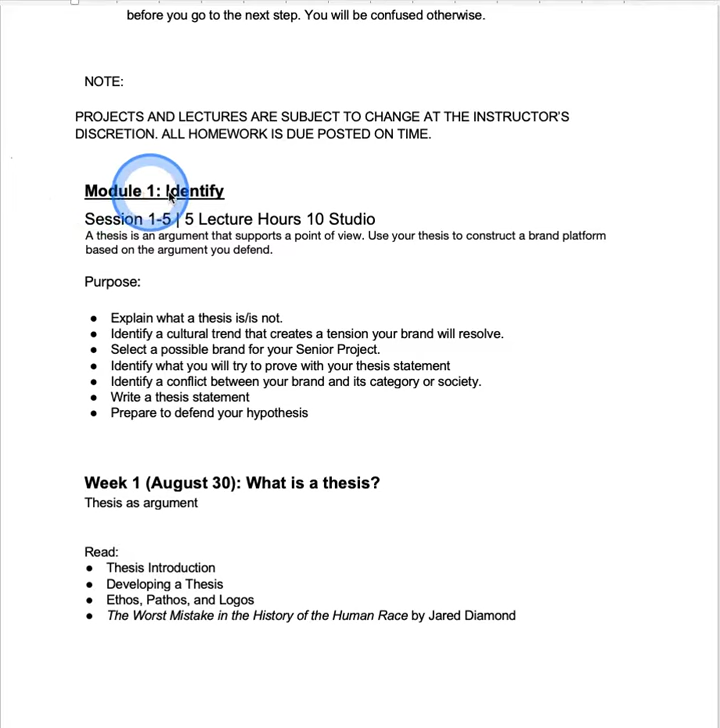 before you go to the next step. You will be confused otherwise.
NOTE:
PROJECTS AND LECTURES ARE SUBJECT TO CHANGE AT THE INSTRUCTOR'S
DISCRETION. ALL HOMEWORK IS DUE POSTED ON TIME.
Module 1: Identify
Session 1-5 | 5 Lecture Hours 10 Studio
A thesis is an argument that supports a point of view. Use your thesis to construct a brand platform
based on the argument you defend.
Purpose:
● Explain what a thesis is/is not.
● Identify a cultural trend that creates a tension your brand will resolve.
● Select a possible brand for your Senior Project.
● Identify what you will try to prove with your thesis statement
● Identify a conflict between your brand and its category or society.
● Write a thesis statement
● Prepare to defend your hypothesis
Week 1 (August 30): What is a thesis?
Thesis as argument
Read:
● Thesis Introduction
● Developing a Thesis
● Ethos, Pathos, and Logos
● The Worst Mistake in the History of the Human Race by Jared Diamond